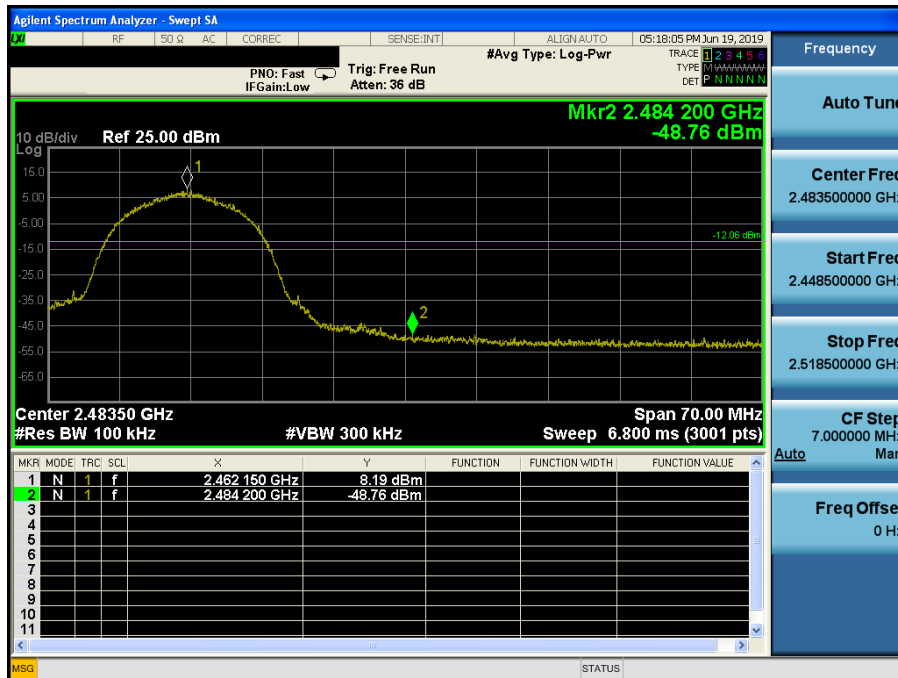 Agilent Spectrum Analyzer - Swept SA
LXI RF 50 Ω AC CORREC SENSE:INT ALIGN AUTO 05:18:05 PM Jun 19, 2019
#Avg Type: Log-Pwr
TRACE 1 2 3 4 5 6
PNO: Fast Trig: Free Run TYPE M WWWWW
IFGain:Low Atten: 36 dB DET P N N N N N
Frequency
Mkr2 2.484 200 GHz
-48.76 dBm
10 dB/div Ref 25.00 dBm
Log
15.0
5.00
-5.00
-15.0
-25.0
-35.0
-45.0
-55.0
-65.0
1
2
-12.06 dBm
Center 2.48350 GHz Span 70.00 MHz
#Res BW 100 kHz #VBW 300 kHz Sweep 6.800 ms (3001 pts)
MKR MODE TRC SCL X Y FUNCTION FUNCTION WIDTH FUNCTION VALUE
1 N 1 f 2.462 150 GHz 8.19 dBm
2 N 1 f 2.484 200 GHz -48.76 dBm
3
4
5
6
7
8
9
10
11
Auto Tune
Center Freq
2.483500000 GHz
Start Freq
2.448500000 GHz
Stop Freq
2.518500000 GHz
CF Step
7.000000 MHz
Auto Man
Freq Offse
0 Hz
MSG STATUS